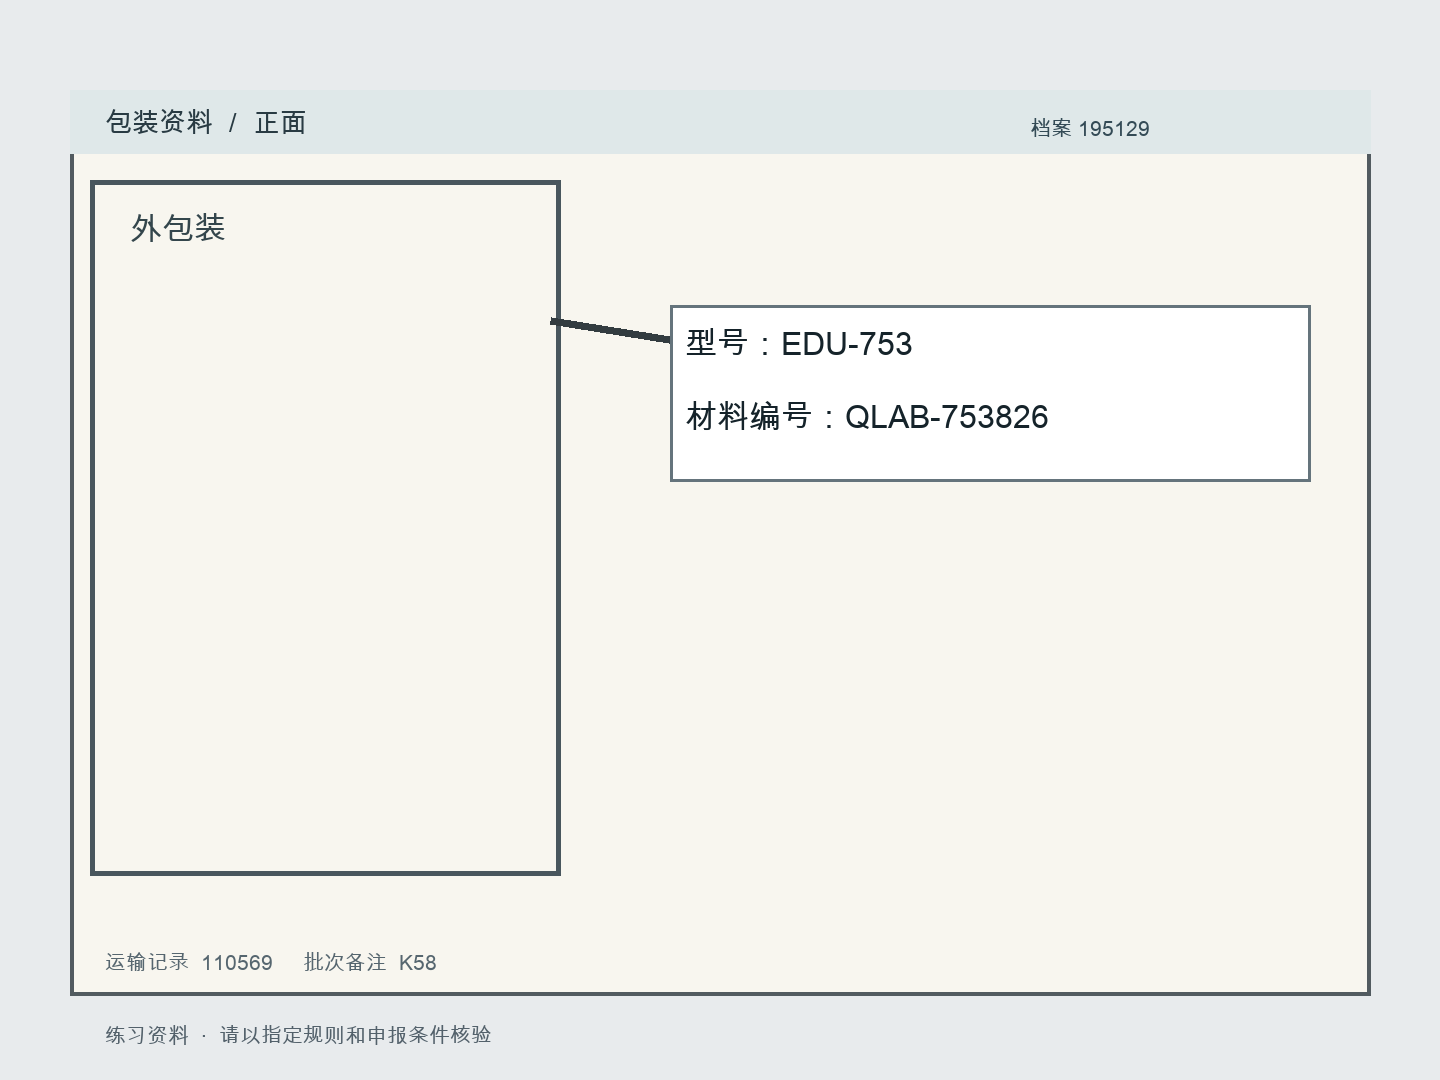 包装资料 / 正面
档案 195129
外包装
型号：EDU-753
材料编号：QLAB-753826
运输记录 110569 批次备注 K58
练习资料 · 请以指定规则和申报条件核验